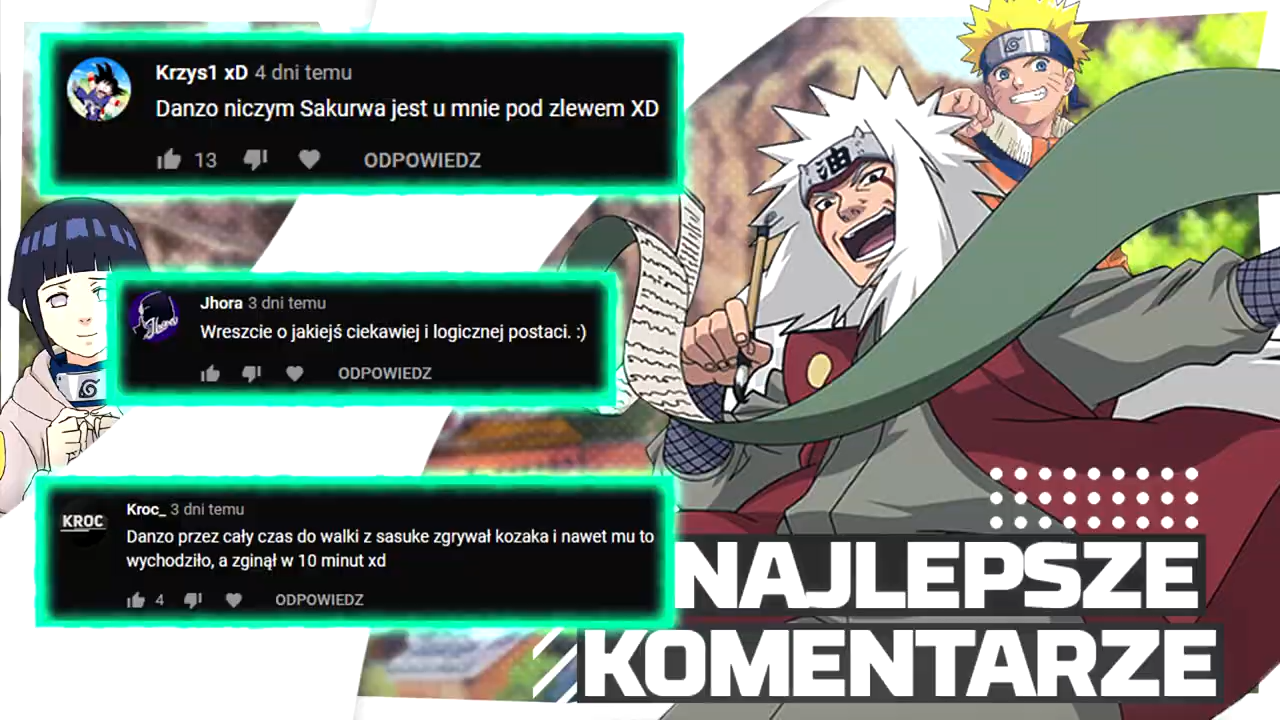 Krzys1 xD 4 dni temu
Danzo niczym Sakurwa jest u mnie pod zlewem XD
13 ODPOWIEDZ
油
Jhora
Jhora 3 dni temu
Wreszcie o jakiejś ciekawiej i logicznej postaci. :)
ODPOWIEDZ
KROC
Kroc_ 3 dni temu
Danzo przez cały czas do walki z sasuke zgrywał kozaka i nawet mu to
wychodziło, a zginął w 10 minut xd
4 ODPOWIEDZ
NAJLEPSZE
KOMENTARZE